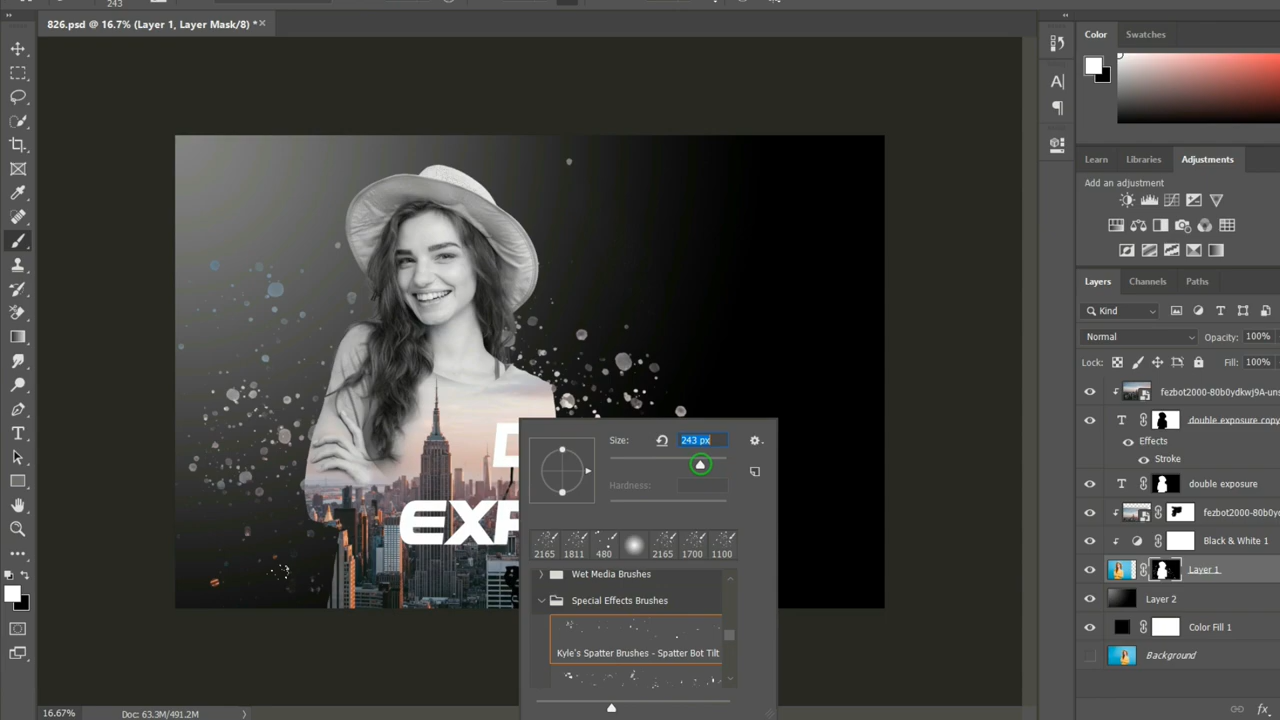 243
826.psd @ 16.7% (Layer 1, Layer Mask/8) *
Color
Swatches
Learn
Libraries
Adjustments
Add an adjustment
Layers
Channels
Paths
Kind
Normal
Opacity:
100%
Lock:
Fill:
100%
fezbot2000-80b0ydkwj9A-uns
T
double exposure copy
Effects
Stroke
T
double exposure
fezbot2000-80b0yd
Black & White 1
Layer 1
Layer 2
Color Fill 1
Background
fx
D
EXP
Size:
243 px
Hardness:
2165
1811
480
2165
1700
1100
Wet Media Brushes
Special Effects Brushes
Kyle's Spatter Brushes - Spatter Bot Tilt
16.67%
Doc: 63.3M/491.2M